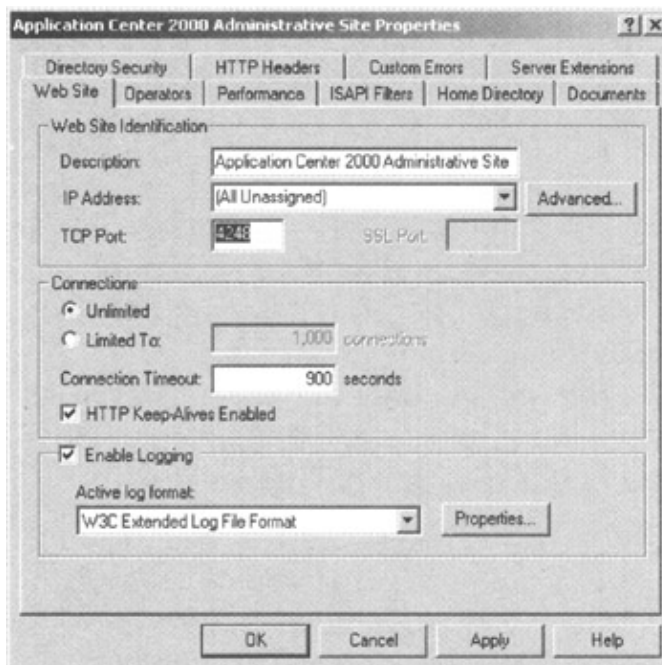 Application Center 2000 Administrative Site Properties
Directory Security HTTP Headers Custom Errors Server Extensions
Web Site Operators Performance ISAPI Filters Home Directory Documents
Web Site Identification
Description: Application Center 2000 Administrative Site
IP Address: (All Unassigned) Advanced...
TCP Port: 4248 SSL Port:
Connections
Unlimited
Limited To: 1,000 connections
Connection Timeout: 900 seconds
HTTP Keep-Alives Enabled
Enable Logging
Active log format:
W3C Extended Log File Format Properties...
OK Cancel Apply Help